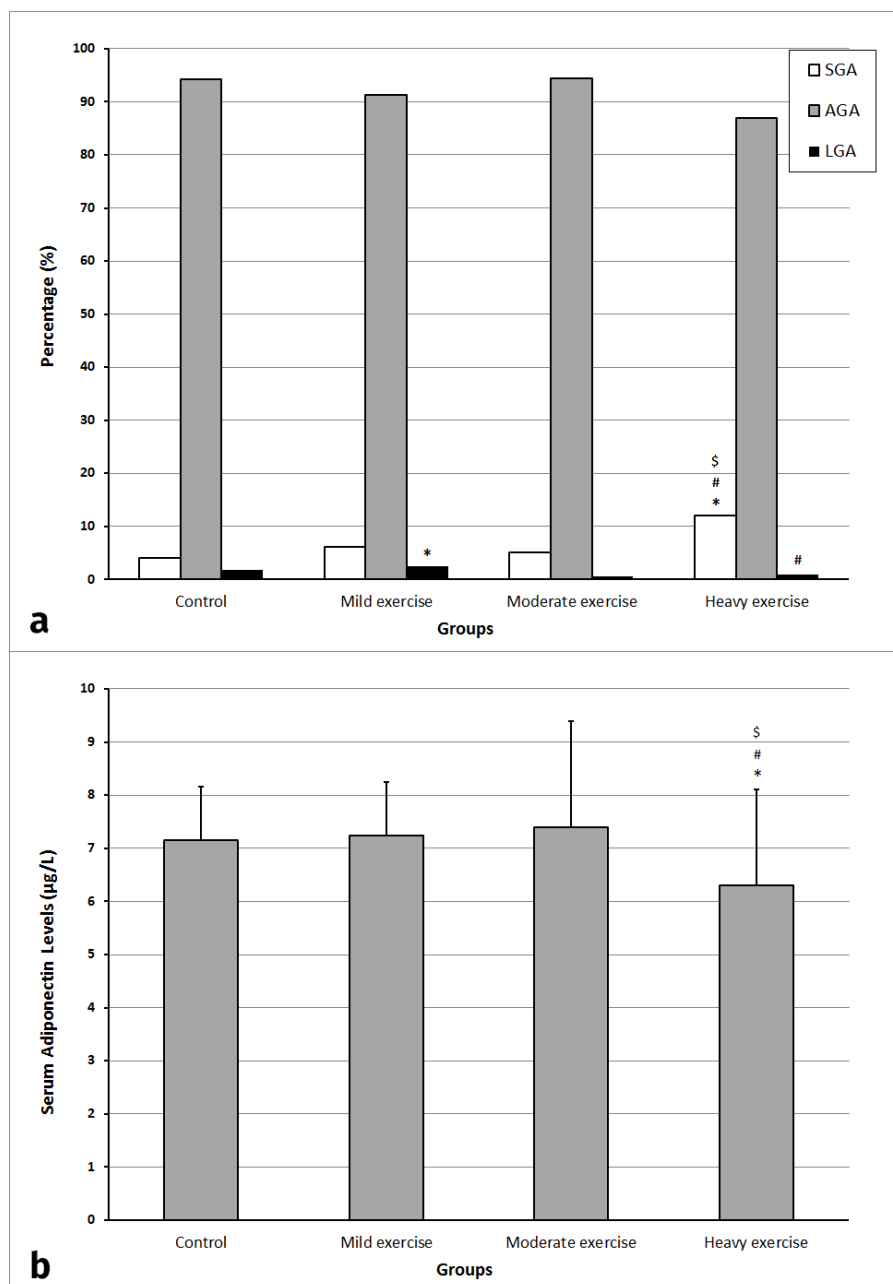 100
90
80
70
60
50
40
30
20
10
0
Percentage (%)
SGA
AGA
LGA
*
$
#
*
#
Control Mild exercise Moderate exercise Heavy exercise
Groups
a
10
9
8
7
6
5
4
3
2
1
0
Serum Adiponectin Levels (µg/L)
$
#
*
Control Mild exercise Moderate exercise Heavy exercise
Groups
b